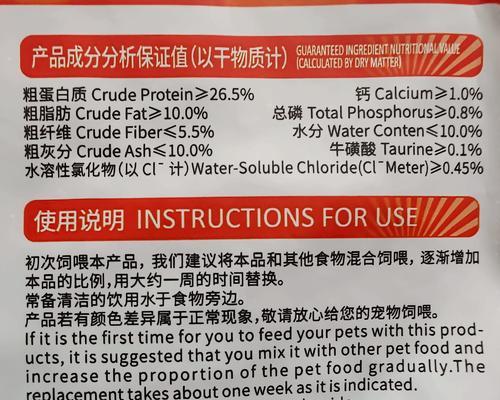 产品成分分析保证值(以干物质计) GUARANTEED INGREDIENT NUTRITIONAL VALUE
(CALCULATED BY DRY MATTER)
粗蛋白质 Crude Protein≥26.5% 钙 Calcium≥1.0%
粗脂肪 Crude Fat≥10.0% 总磷 Total Phosphorus≥0.8%
粗纤维 Crude Fiber≤5.5% 水分 Water Conten≤10.0%
粗灰分 Crude Ash≤10.0% 牛磺酸 Taurine≥0.1%
水溶性氯化物(以 Cl⁻ 计)Water-Soluble Chloride(Cl⁻Meter)≥0.45%
使用说明 INSTRUCTIONS FOR USE
初次饲喂本产品，我们建议将本品和其他食物混合饲喂，逐渐增加
本品的比例,用大约一周的时间替换。
常备清洁的饮用水于食物旁边。
产品若有颜色差异属于正常现象,敬请放心给您的宠物饲喂。
If it is the first time for you to feed your pets with this prod-
ucts, it is suggested that you mix it with other pet food and
increase the proportion of the pet food gradually.The
replacement takes about one week as it is indicated.